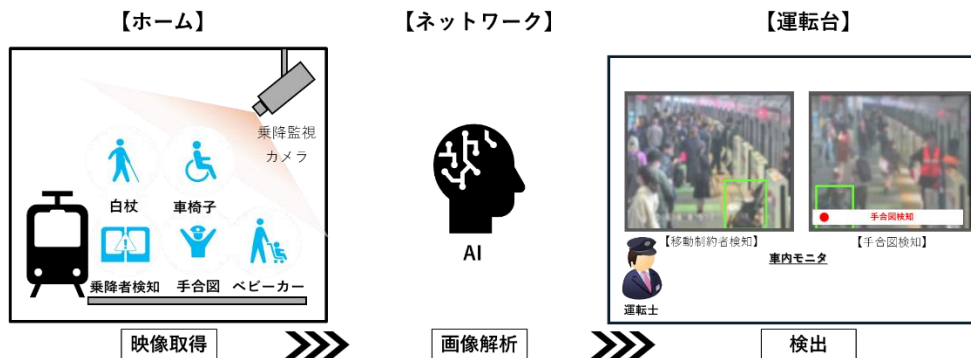 【ホーム】
【ネットワーク】
【運転台】
乗降監視
カメラ
白杖
車椅子
乗降者検知
手合図
ベビーカー
AI
手合図検知
【移動制約者検知】
【手合図検知】
車内モニタ
運転士
映像取得
画像解析
検出